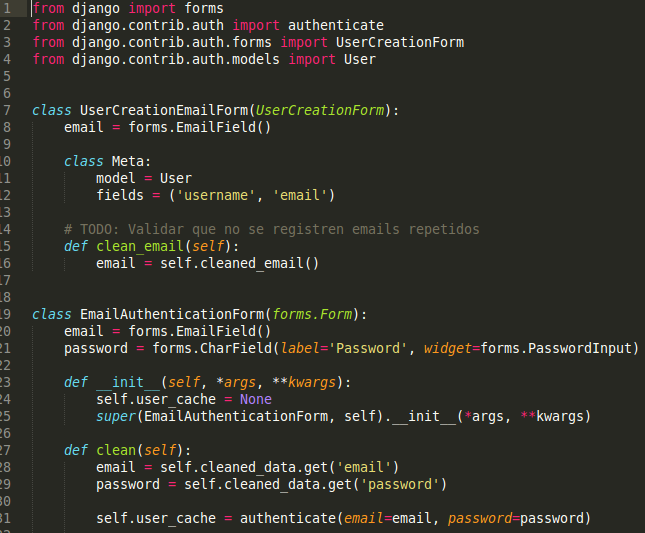 1 from django import forms
2 from django.contrib.auth import authenticate
3 from django.contrib.auth.forms import UserCreationForm
4 from django.contrib.auth.models import User
5
6
7 class UserCreationEmailForm(UserCreationForm):
8     email = forms.EmailField()
9
10     class Meta:
11         model = User
12         fields = ('username', 'email')
13
14     # TODO: Validar que no se registren emails repetidos
15     def clean_email(self):
16         email = self.cleaned_email()
17
18
19 class EmailAuthenticationForm(forms.Form):
20     email = forms.EmailField()
21     password = forms.CharField(label='Password', widget=forms.PasswordInput)
22
23     def __init__(self, *args, **kwargs):
24         self.user_cache = None
25         super(EmailAuthenticationForm, self).__init__(*args, **kwargs)
26
27     def clean(self):
28         email = self.cleaned_data.get('email')
29         password = self.cleaned_data.get('password')
30
31         self.user_cache = authenticate(email=email, password=password)